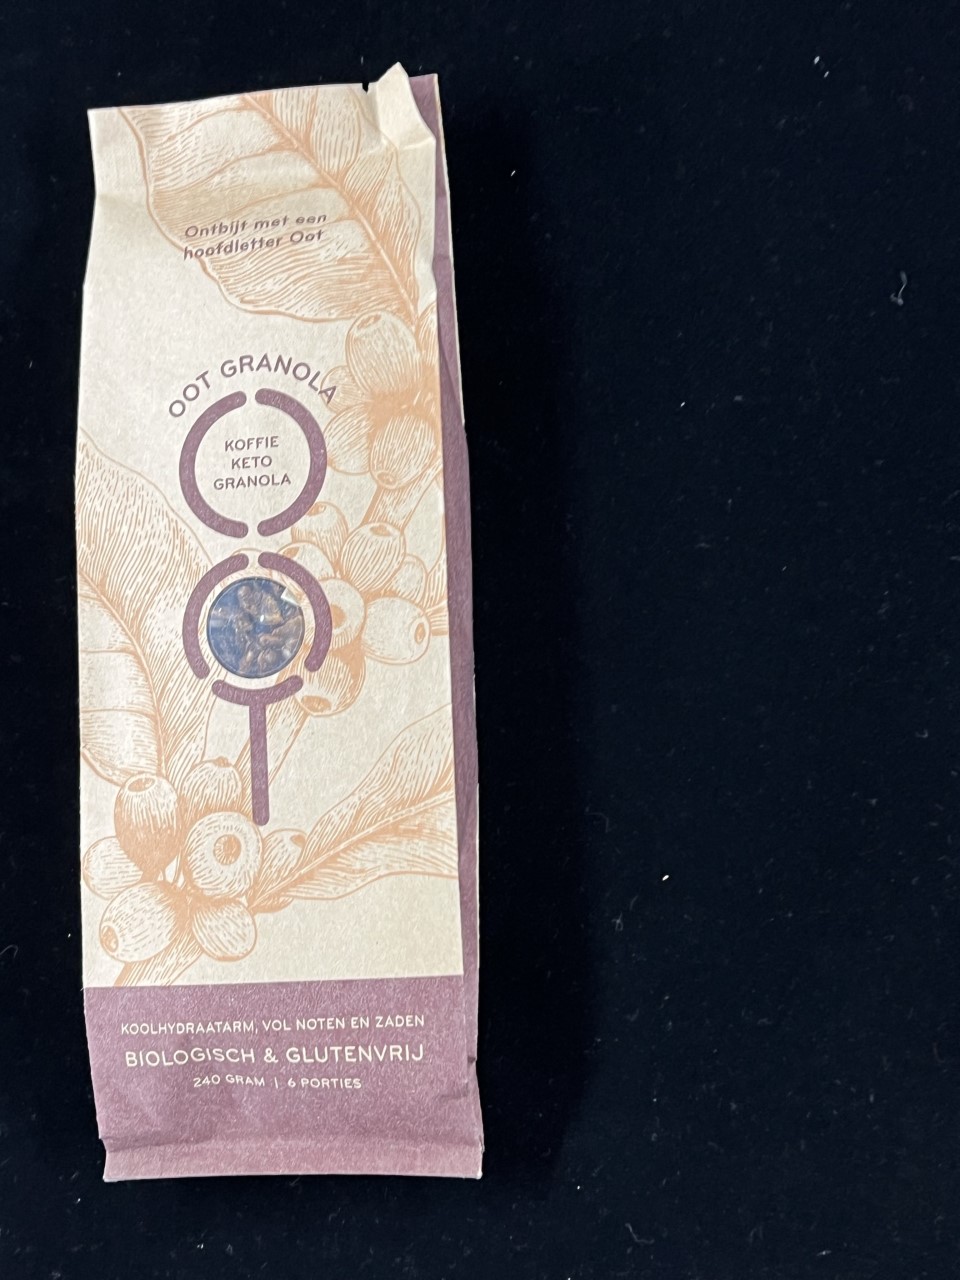 Ontbijt met een
hoofdletter Oot
OOT GRANOLA
KOFFIE
KETO
GRANOLA
OOT
KOOLHYDRAATARM, VOL NOTEN EN ZADEN
BIOLOGISCH & GLUTENVRIJ
240 GRAM | 6 PORTIES